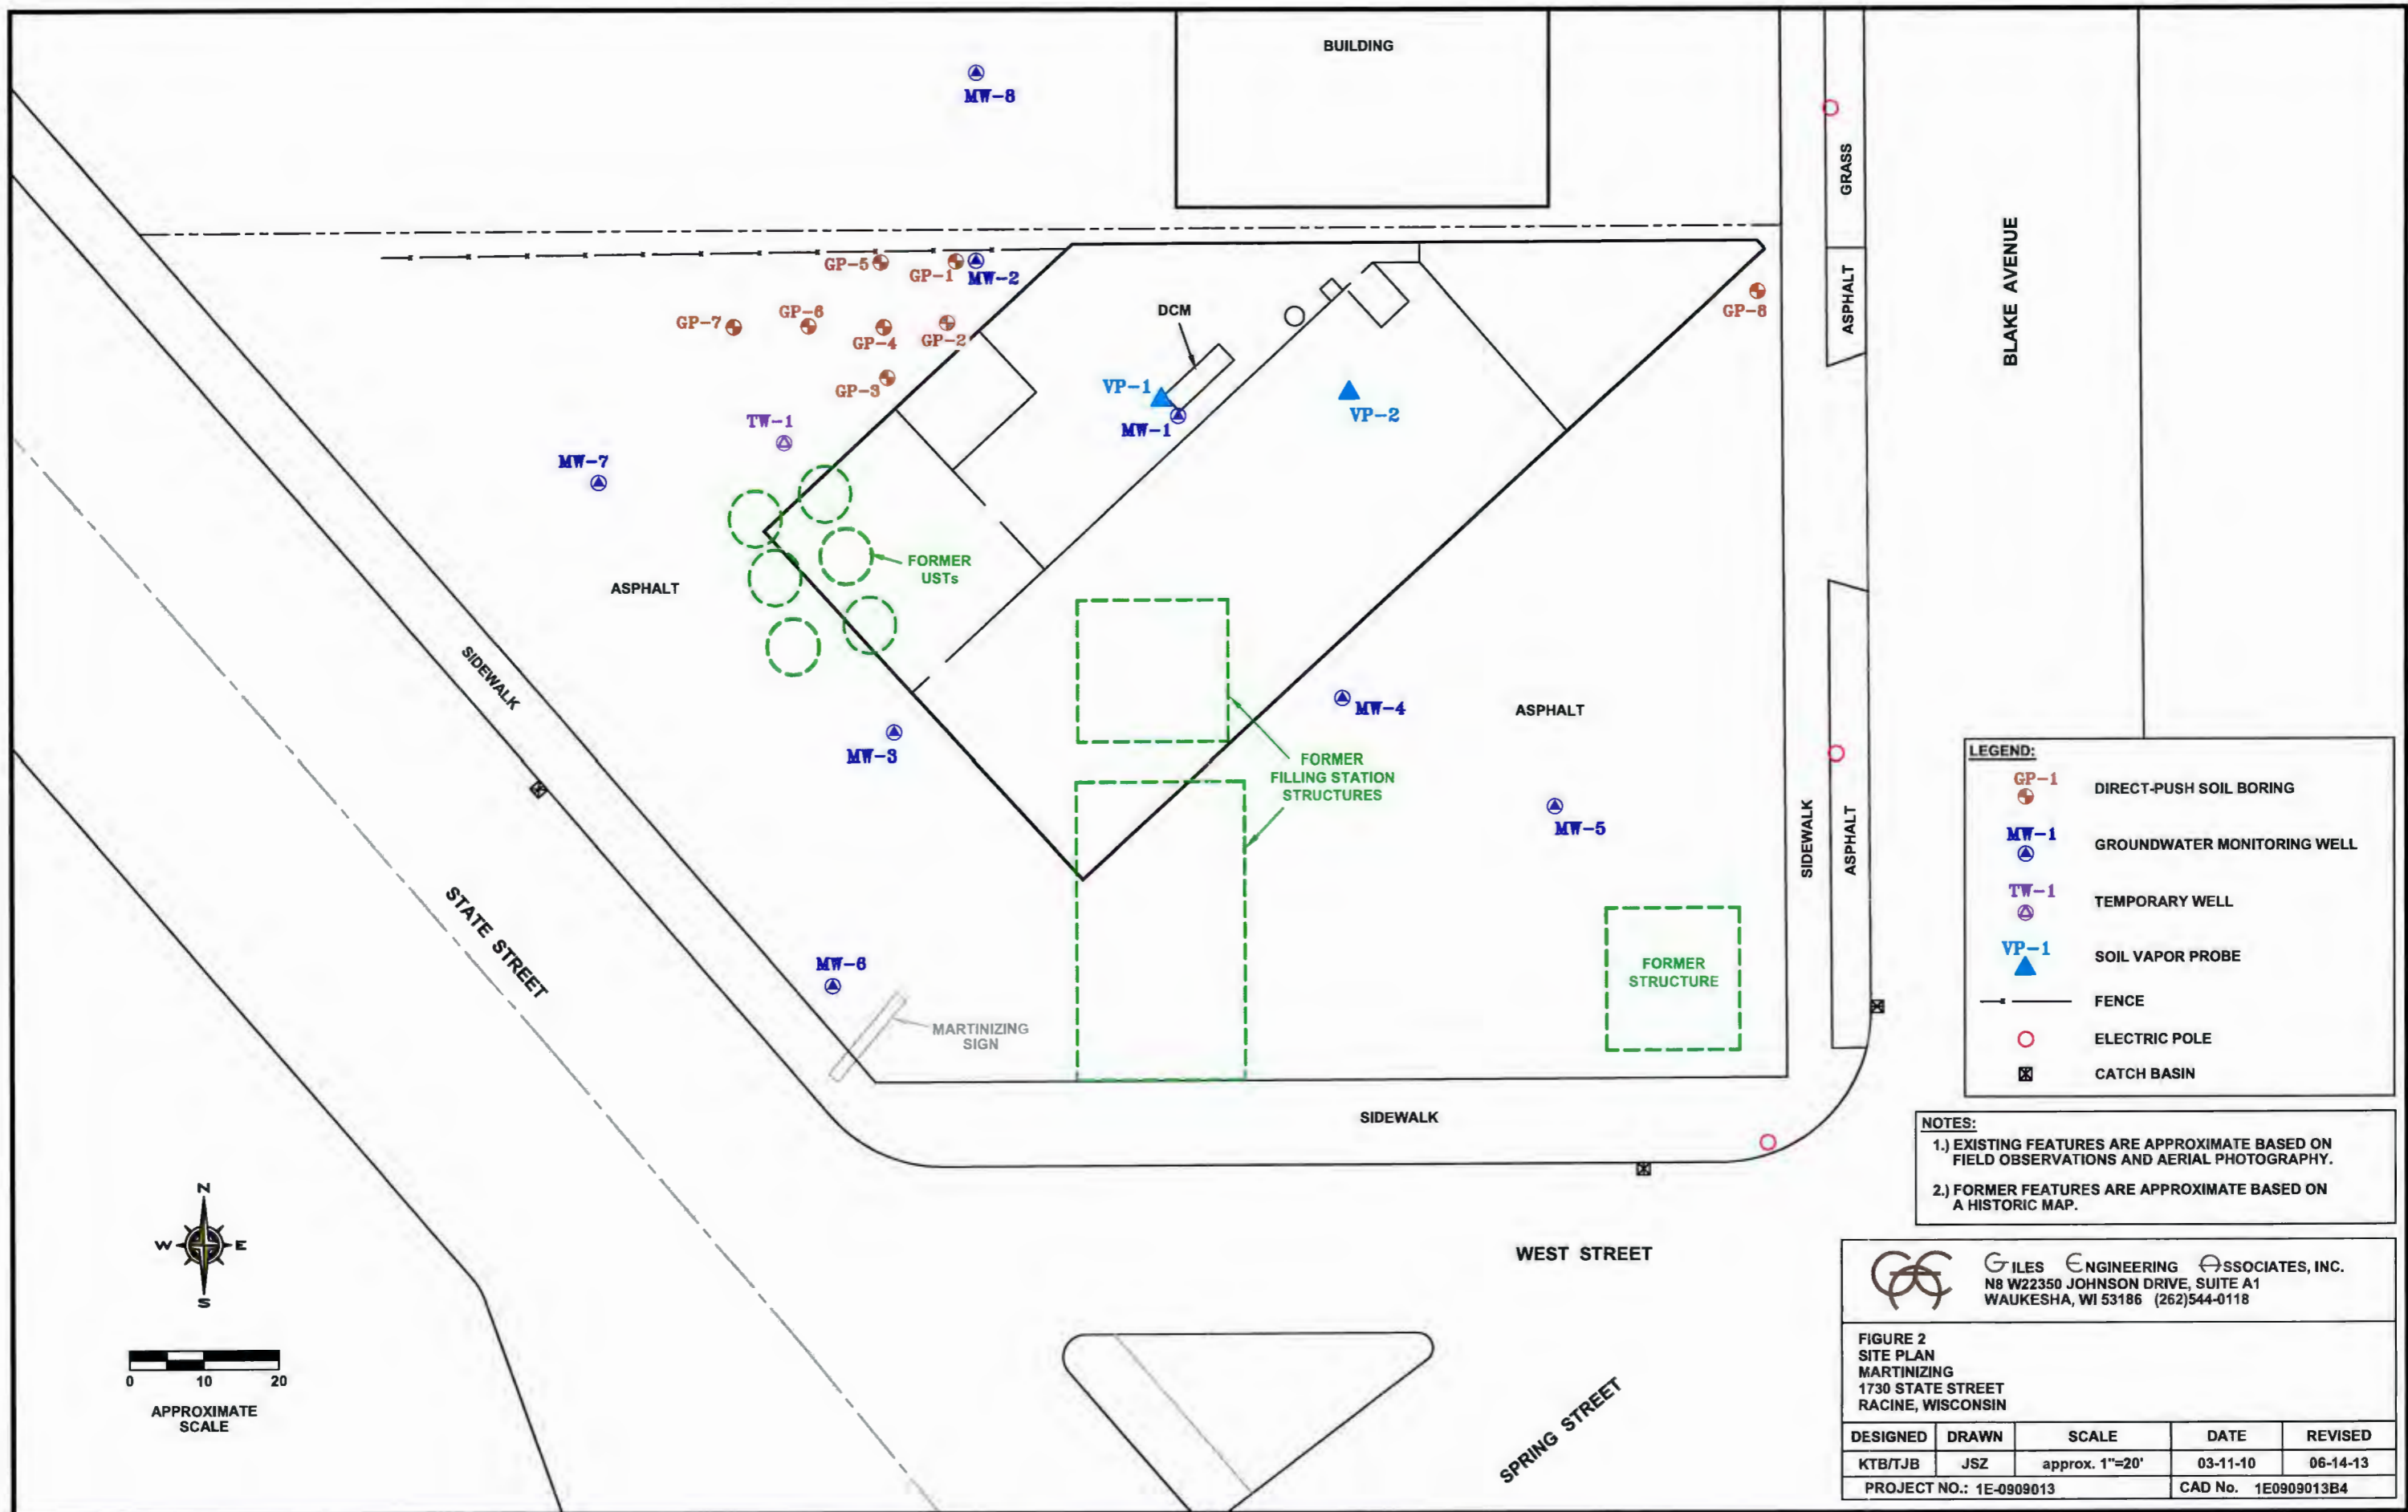 BUILDING
MW-8
GRASS
GP-5
GP-1
MW-2
GP-8
ASPHALT
BLAKE AVENUE
GP-7
GP-6
GP-4
GP-2
DCM
GP-3
VP-1
VP-2
MW-1
TW-1
MW-7
FORMER
USTs
ASPHALT
SIDEWALK
MW-4
ASPHALT
MW-3
FORMER
FILLING STATION
STRUCTURES
MW-5
SIDEWALK
ASPHALT
STATE STREET
MW-6
MARTINIZING
SIGN
FORMER
STRUCTURE
SIDEWALK
WEST STREET
SPRING STREET
N
W
E
S
0 10 20
APPROXIMATE
SCALE
LEGEND:
GP-1
DIRECT-PUSH SOIL BORING
MW-1
GROUNDWATER MONITORING WELL
TW-1
TEMPORARY WELL
VP-1
SOIL VAPOR PROBE
FENCE
ELECTRIC POLE
CATCH BASIN
NOTES:
1.) EXISTING FEATURES ARE APPROXIMATE BASED ON
FIELD OBSERVATIONS AND AERIAL PHOTOGRAPHY.
2.) FORMER FEATURES ARE APPROXIMATE BASED ON
A HISTORIC MAP.
GILES ENGINEERING ASSOCIATES, INC.
N8 W22350 JOHNSON DRIVE, SUITE A1
WAUKESHA, WI 53186 (262)544-0118
FIGURE 2
SITE PLAN
MARTINIZING
1730 STATE STREET
RACINE, WISCONSIN
DESIGNED DRAWN SCALE DATE REVISED
KTB/TJB JSZ approx. 1"=20' 03-11-10 06-14-13
PROJECT NO.: 1E-0909013 CAD No. 1E0909013B4